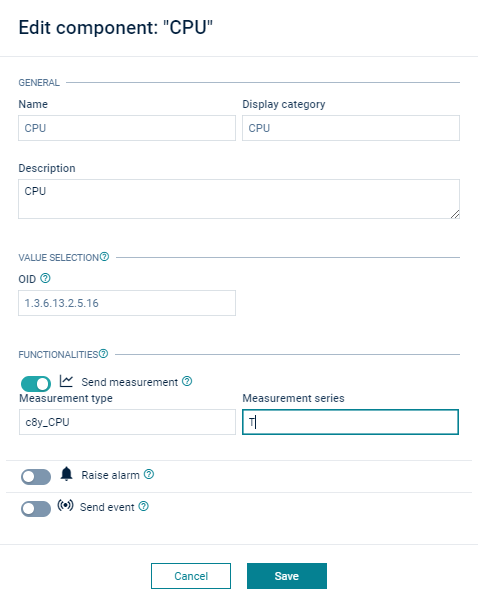 Edit component: "CPU"
GENERAL
Name
Display category
CPU
CPU
Description
CPU
VALUE SELECTION
OID
1.3.6.13.2.5.16
FUNCTIONALITIES
Send measurement
Measurement type
Measurement series
c8y_CPU
T
Raise alarm
Send event
Cancel
Save